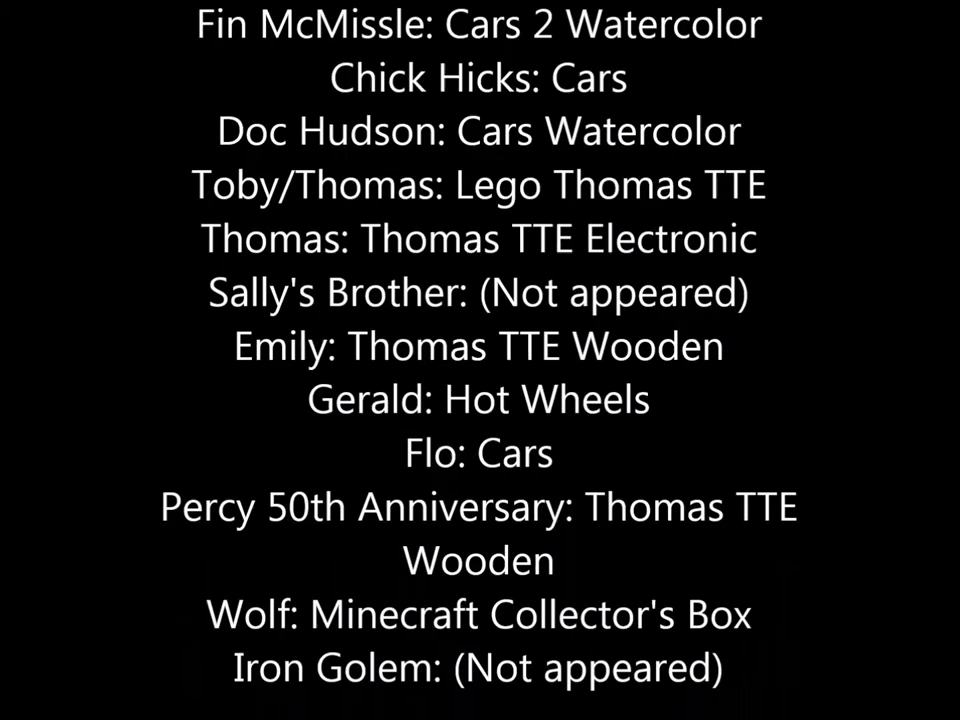 Fin McMissle: Cars 2 Watercolor
Chick Hicks: Cars
Doc Hudson: Cars Watercolor
Toby/Thomas: Lego Thomas TTE
Thomas: Thomas TTE Electronic
Sally's Brother: (Not appeared)
Emily: Thomas TTE Wooden
Gerald: Hot Wheels
Flo: Cars
Percy 50th Anniversary: Thomas TTE
Wooden
Wolf: Minecraft Collector's Box
Iron Golem: (Not appeared)